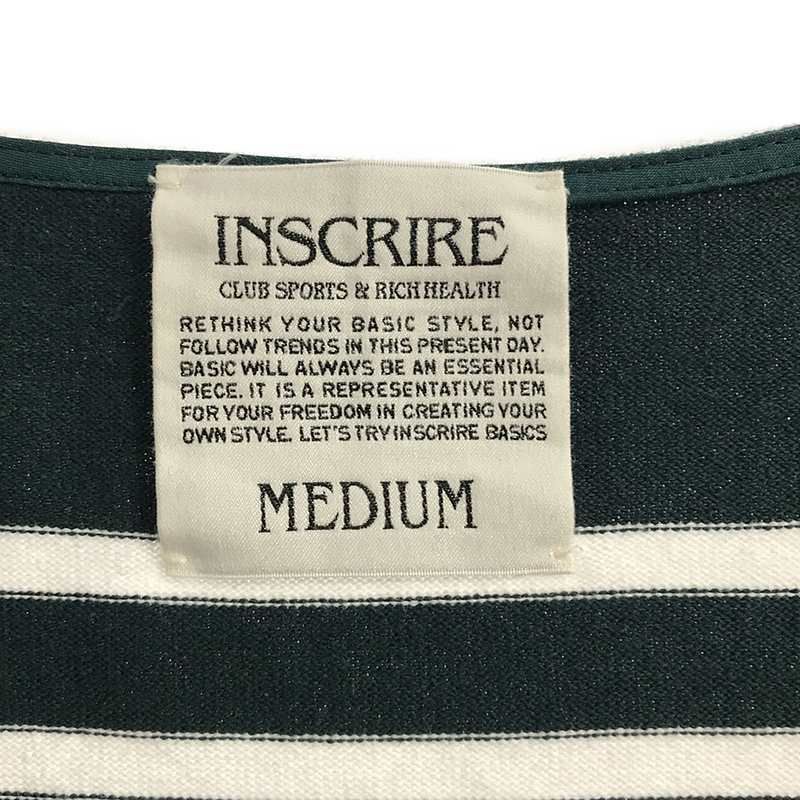 INSCRIRE
CLUB SPORTS & RICH HEALTH
RETHINK YOUR BASIC STYLE, NOT
FOLLOW TRENDS IN THIS PRESENT DAY.
BASIC WILL ALWAYS BE AN ESSENTIAL
PIECE. IT IS A REPRESENTATIVE ITEM
FOR YOUR FREEDOM IN CREATING YOUR
OWN STYLE. LET'S TRY INSCRIRE BASICS
MEDIUM